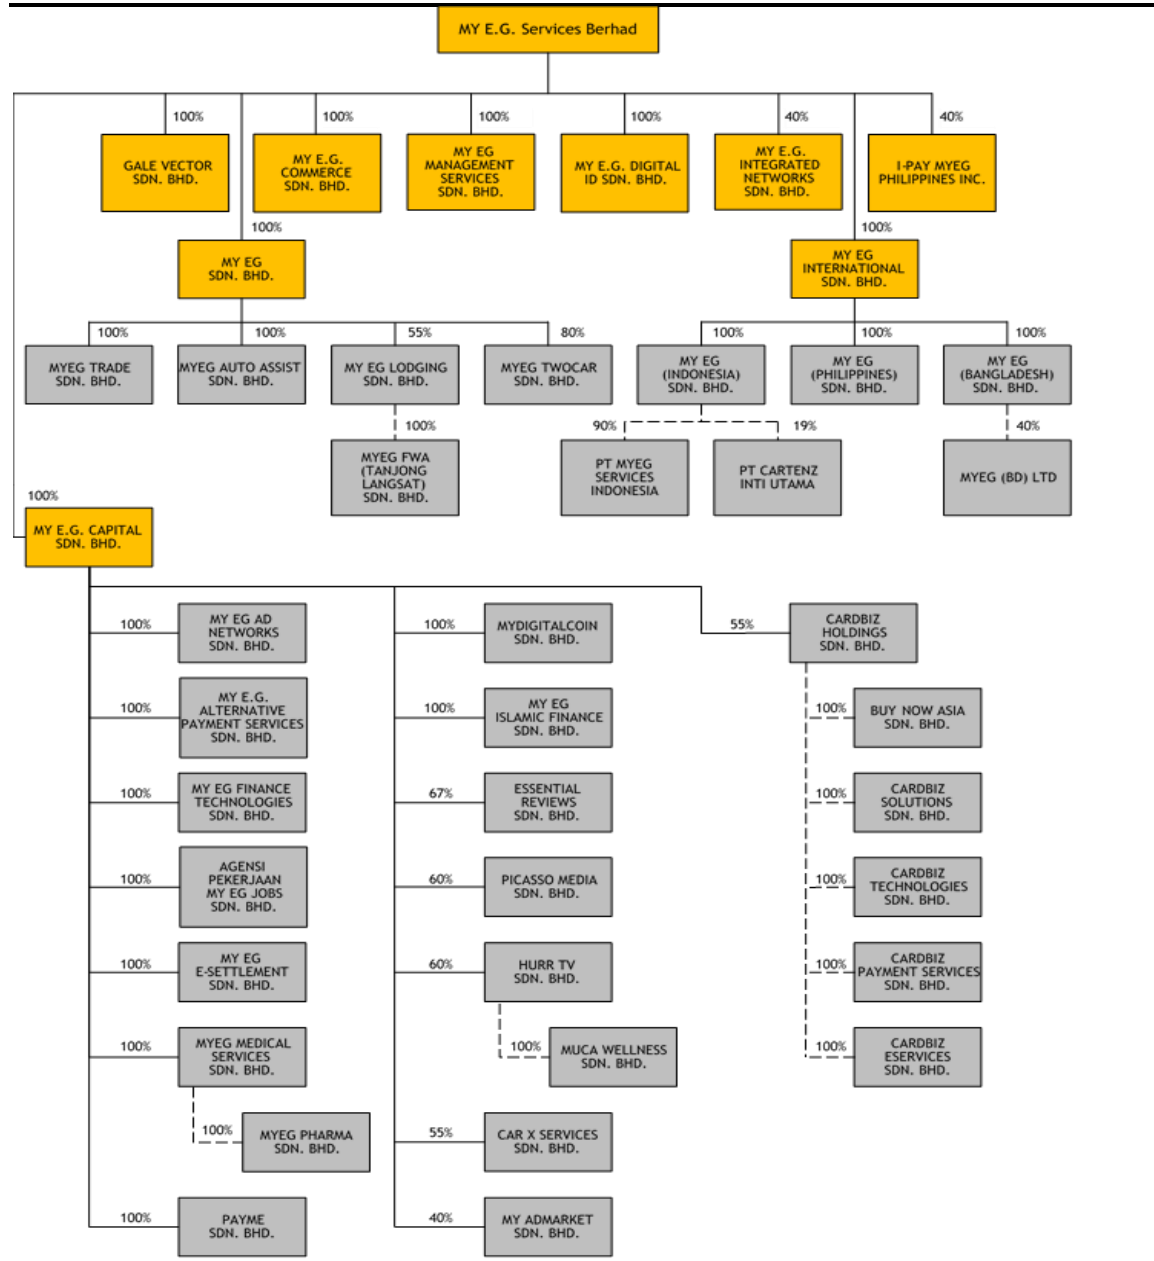 MY E.G. Services Berhad
100%
100%
100%
100%
40%
40%
GALE VECTOR
SDN. BHD.
MY E.G.
COMMERCE
SDN. BHD.
MY EG
MANAGEMENT
SERVICES
SDN. BHD.
MY E.G. DIGITAL
ID SDN. BHD.
MY E.G.
INTEGRATED
NETWORKS
SDN. BHD.
I-PAY MYEG
PHILIPPINES INC.
100%
100%
MY EG
SDN. BHD.
MY EG
INTERNATIONAL
SDN. BHD.
100%
100%
55%
80%
100%
100%
100%
MYEG TRADE
SDN. BHD.
MYEG AUTO ASSIST
SDN. BHD.
MY EG LODGING
SDN. BHD.
MYEG TWOCAR
SDN. BHD.
MY EG
(INDONESIA)
SDN. BHD.
MY EG
(PHILIPPINES)
SDN. BHD.
MY EG
(BANGLADESH)
SDN. BHD.
100%
90%
19%
40%
MYEG FWA
(TANJONG
LANGSAT)
SDN. BHD.
PT MYEG
SERVICES
INDONESIA
PT CARTENZ
INTI UTAMA
MYEG (BD) LTD
100%
MY E.G. CAPITAL
SDN. BHD.
100%
MY EG AD
NETWORKS
SDN. BHD.
100%
MYDIGITALCOIN
SDN. BHD.
55%
CARDBIZ
HOLDINGS
SDN. BHD.
100%
MY E.G.
ALTERNATIVE
PAYMENT SERVICES
SDN. BHD.
100%
MY EG
ISLAMIC FINANCE
SDN. BHD.
100%
BUY NOW ASIA
SDN. BHD.
100%
MY EG FINANCE
TECHNOLOGIES
SDN. BHD.
67%
ESSENTIAL
REVIEWS
SDN. BHD.
100%
CARDBIZ
SOLUTIONS
SDN. BHD.
100%
AGENSI
PEKERJAAN
MY EG JOBS
SDN. BHD.
60%
PICASSO MEDIA
SDN. BHD.
100%
CARDBIZ
TECHNOLOGIES
SDN. BHD.
100%
MY EG
E-SETTLEMENT
SDN. BHD.
60%
HURR TV
SDN. BHD.
100%
CARDBIZ
PAYMENT SERVICES
SDN. BHD.
100%
MYEG MEDICAL
SERVICES
SDN. BHD.
100%
MUCA WELLNESS
SDN. BHD.
100%
CARDBIZ
ESERVICES
SDN. BHD.
100%
MYEG PHARMA
SDN. BHD.
55%
CAR X SERVICES
SDN. BHD.
100%
PAYME
SDN. BHD.
40%
MY ADMARKET
SDN. BHD.